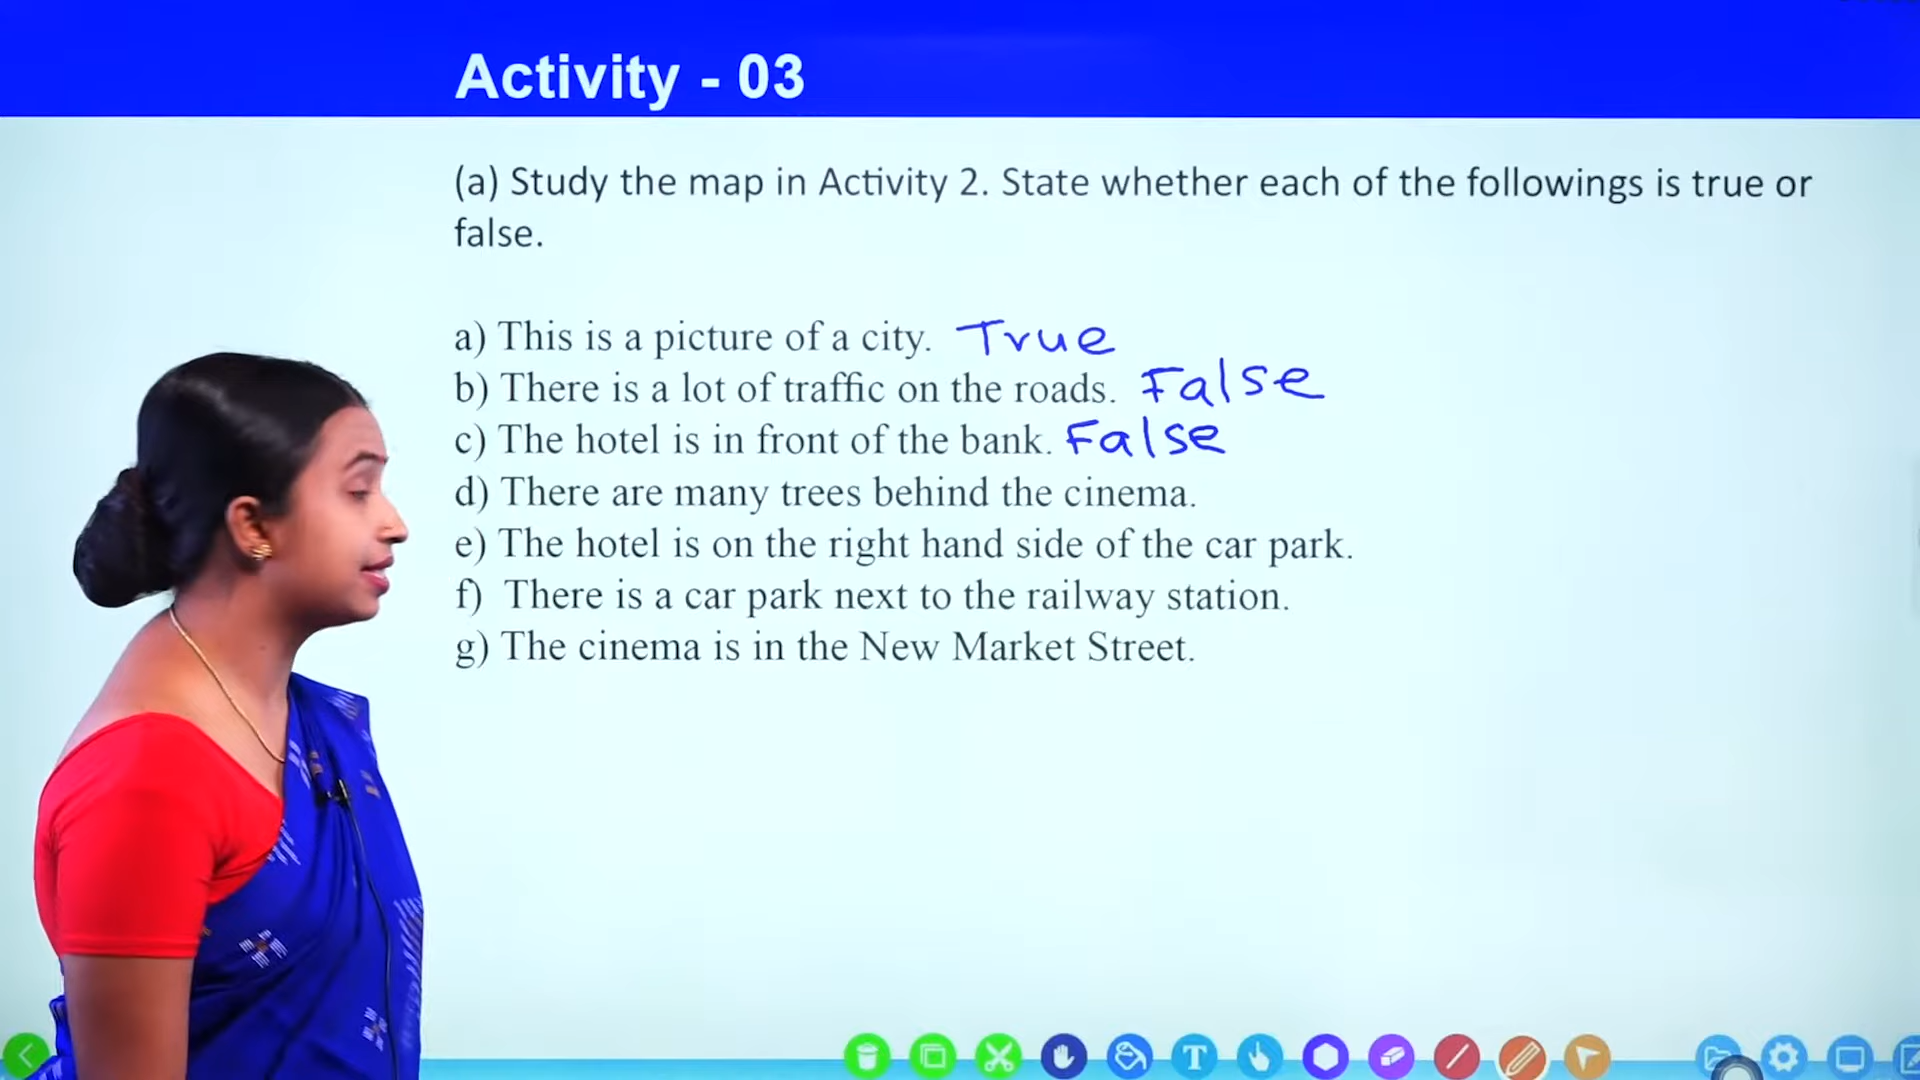 Activity - 03
(a) Study the map in Activity 2. State whether each of the followings is true or
false.
a) This is a picture of a city. True
b) There is a lot of traffic on the roads. False
c) The hotel is in front of the bank. False
d) There are many trees behind the cinema.
e) The hotel is on the right hand side of the car park.
f) There is a car park next to the railway station.
g) The cinema is in the New Market Street.
T